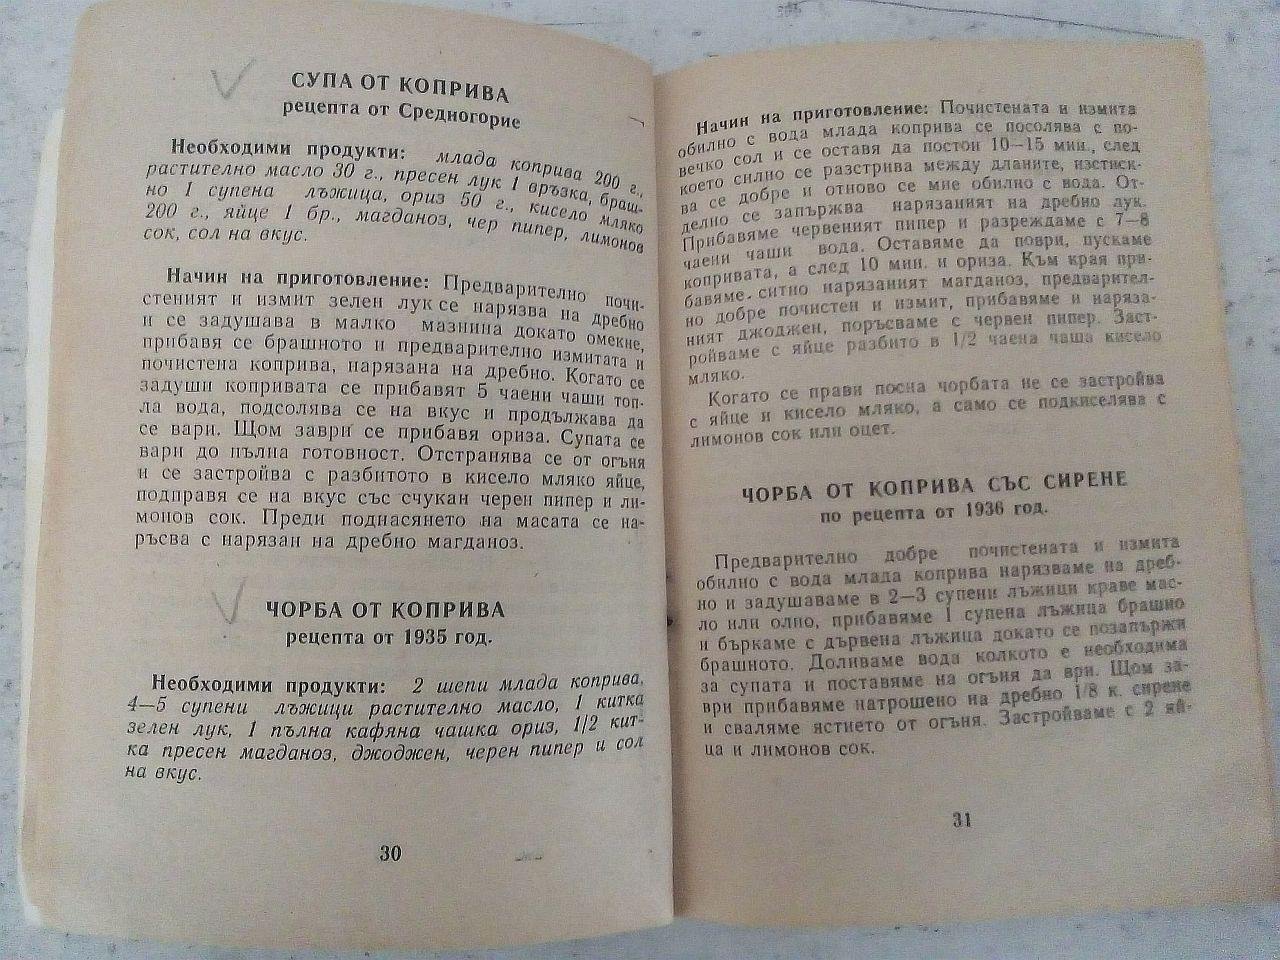 СУПА ОТ КОПРИВА
рецепта от Средногорие
Необходими продукти: млада коприва 200 г.,
растително масло 30 г., пресен лук 1 връзка, браш-
но 1 супена лъжица, ориз 50 г., кисело мляко
200 г., яйце 1 бр., магданоз, чер пипер, лимонов
сок, сол на вкус.
Начин на приготовление: Предварително почи-
стеният и измит зелен лук се нарязва на дребно
и се задушава в малко мазнина докато омекне,
прибавя се брашното и предварително измитата и
почистена коприва, нарязана на дребно. Когато се
задуши копривата се прибавят 5 чаени чаши топ-
ла вода, подсолява се на вкус и продължава да
се вари. Щом заври се прибавя ориза. Супата се
вари до пълна готовност. Отстранява се от огъня
и се застройва с разбитото в кисело мляко яйце,
подправя се на вкус със счукан черен пипер и ли-
монов сок. Преди поднасянето на масата се на-
ръсва с нарязан на дребно магданоз.
ЧОРБА ОТ КОПРИВА
рецепта от 1935 год.
Необходими продукти: 2 шепи млада коприва,
4—5 супени лъжици растително масло, 1 китка
зелен лук, 1 пълна кафяна чашка ориз, 1/2 кит-
ка пресен магданоз, джоджен, черен пипер и сол
на вкус.
30
Начин на приготовление: Почистената и измита
обилно с вода млада коприва се посолява с по-
вечко сол и се оставя да постои 10—15 мин., след
което силно се разстрива между дланите, изстиск-
ва се добре и отново се мие обилно с вода. От-
делно се запържва нарязаният на дребно лук.
Прибавяме червеният пипер и разреждаме с 7—8
чаени чаши вода. Оставяме да поври, пускаме
копривата, а след 10 мин. и ориза. Към края при-
бавяме ситно нарязаният магданоз, предварител-
но добре почистен и измит, прибавяме и наряза-
ният джоджен, поръсваме с червен пипер. Заст-
ройваме с яйце разбито в 1/2 чаена чаша кисело
мляко.
Когато се прави посна чорбата не се застройва
с яйце и кисело мляко, а само се подкиселява с
лимонов сок или оцет.
ЧОРБА ОТ КОПРИВА СЪС СИРЕНЕ
по рецепта от 1936 год.
Предварително добре почистената и измита
обилно с вода млада коприва нарязваме на дреб-
но и задушаваме в 2—3 супени лъжици краве мас-
ло или олио, прибавяме 1 супена лъжица брашно
и бъркаме с дървена лъжица докато се позапържи
брашното. Доливаме вода колкото е необходима
за супата и поставяме на огъня да ври. Щом за-
ври прибавяме натрошено на дребно 1/8 к. сирене
и сваляме ястието от огъня. Застройваме с 2 яй-
ца и лимонов сок.
31